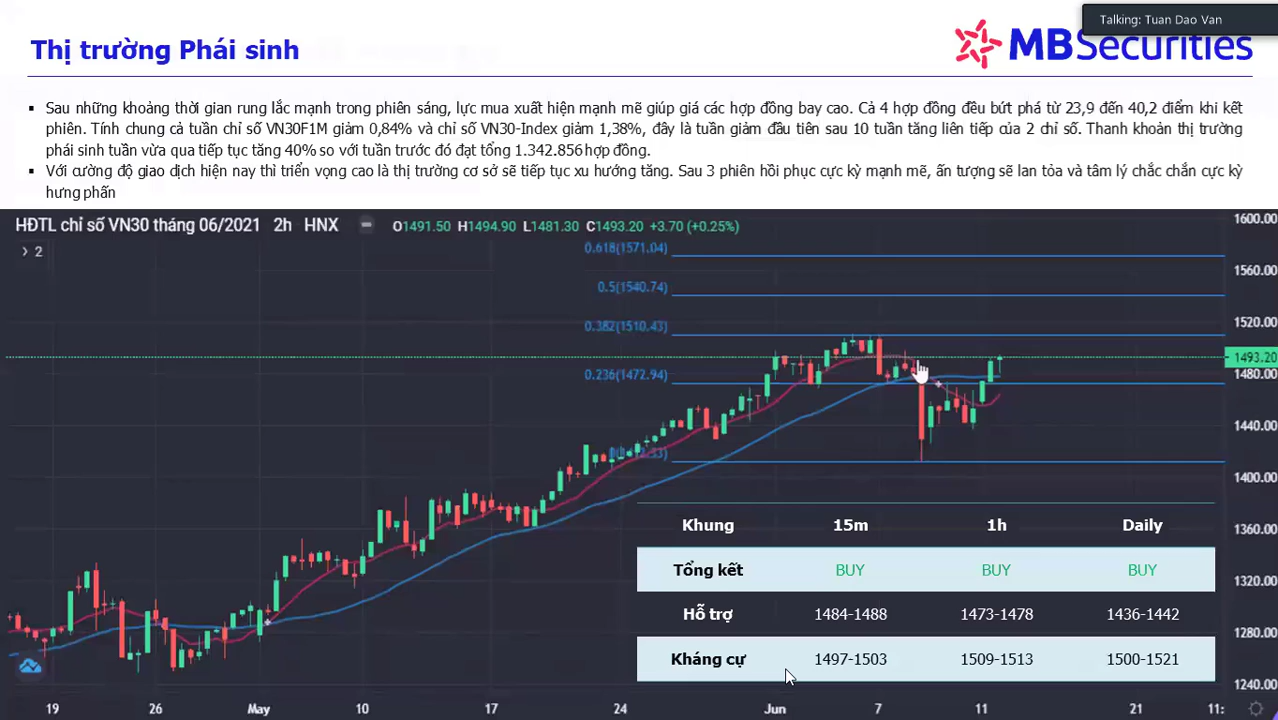 Talking: Tuan Dao Van
Thị trường Phái sinh
MBSecurities
▪ Sau những khoảng thời gian rung lắc mạnh trong phiên sáng, lực mua xuất hiện mạnh mẽ giúp giá các hợp đồng bay cao. Cả 4 hợp đồng đều bứt phá từ 23,9 đến 40,2 điểm khi kết
phiên. Tính chung cả tuần chỉ số VN30F1M giảm 0,84% và chỉ số VN30-Index giảm 1,38%, đây là tuần giảm đầu tiên sau 10 tuần tăng liên tiếp của 2 chỉ số. Thanh khoản thị trường
phái sinh tuần vừa qua tiếp tục tăng 40% so với tuần trước đó đạt tổng 1.342.856 hợp đồng.
▪ Với cường độ giao dịch hiện nay thì triển vọng cao là thị trường cơ sở sẽ tiếp tục xu hướng tăng. Sau 3 phiên hồi phục cực kỳ mạnh mẽ, ấn tượng sẽ lan tỏa và tâm lý chắc chắn cực kỳ
hưng phấn
HĐTL chỉ số VN30 tháng 06/2021 2h HNX O1491.50 H1494.90 L1481.30 C1493.20 +3.70 (+0.25%)
2
0.618(1571.04)
0.5(1540.74)
0.382(1510.43)
0.236(1472.94)
1600.00
1560.00
1520.00
1493.20
1480.00
1440.00
1400.00
1360.00
1320.00
1280.00
1240.00
Khung 15m 1h Daily
Tổng kết BUY BUY BUY
Hỗ trợ 1484-1488 1473-1478 1436-1442
Kháng cự 1497-1503 1509-1513 1500-1521
19 26 May 10 17 24 Jun 7 11 21 11: